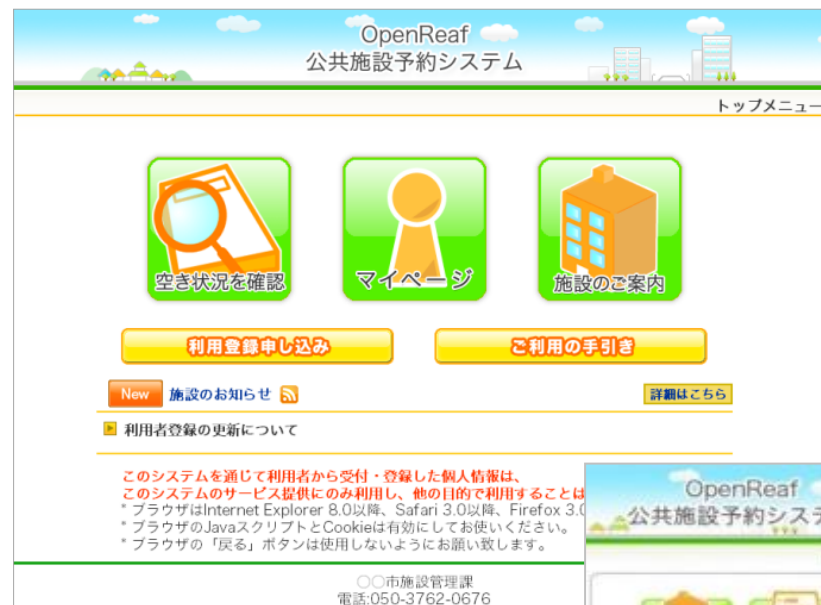 OpenReaf
公共施設予約システム
トップメニュー
空き状況を確認
マイページ
施設のご案内
利用登録申し込み
ご利用の手引き
New 施設のお知らせ
詳細はこちら
利用者登録の更新について
このシステムを通じて利用者から受付・登録した個人情報は、
このシステムのサービス提供にのみ利用し、他の目的で利用することは
* ブラウザはInternet Explorer 8.0以降、Safari 3.0以降、Firefox 3.0
* ブラウザのJavaスクリプトとCookieは有効にしてお使いください。
* ブラウザの「戻る」ボタンは使用しないようにお願い致します。
〇〇市施設管理課
電話:050-3762-0676
OpenReaf
公共施設予約システ